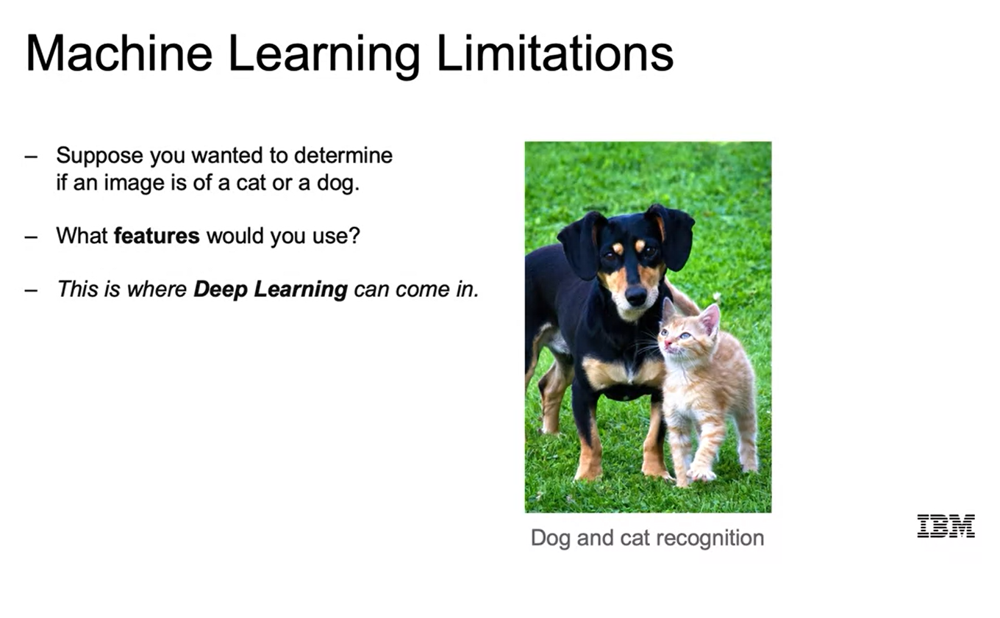 Machine Learning Limitations
– Suppose you wanted to determine
if an image is of a cat or a dog.
– What features would you use?
– This is where Deep Learning can come in.
Dog and cat recognition
IBM